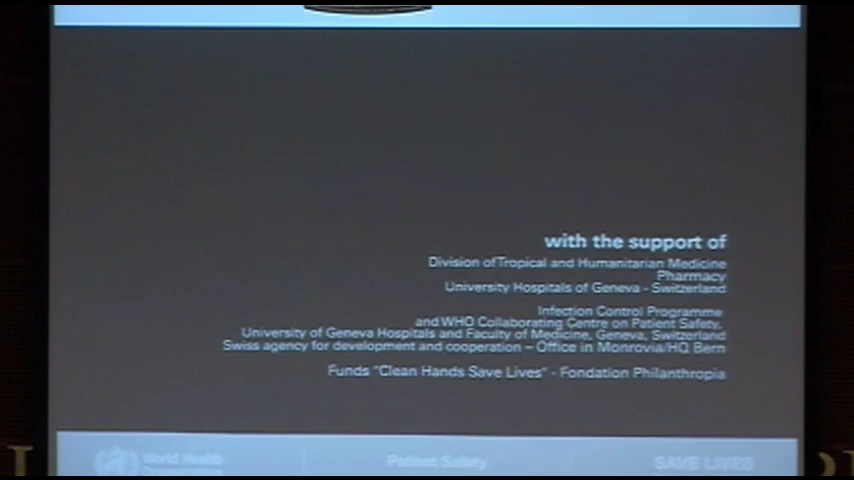 with the support of
Division of Tropical and Humanitarian Medicine
Pharmacy
University Hospitals of Geneva - Switzerland
Infection Control Programme
and WHO Collaborating Centre on Patient Safety,
University of Geneva Hospitals and Faculty of Medicine, Geneva, Switzerland
Swiss agency for development and cooperation – Office in Monrovia/HQ Bern
Funds "Clean Hands Save Lives" - Fondation Philanthropia
World Health
Patient Safety
SAVE LIVES